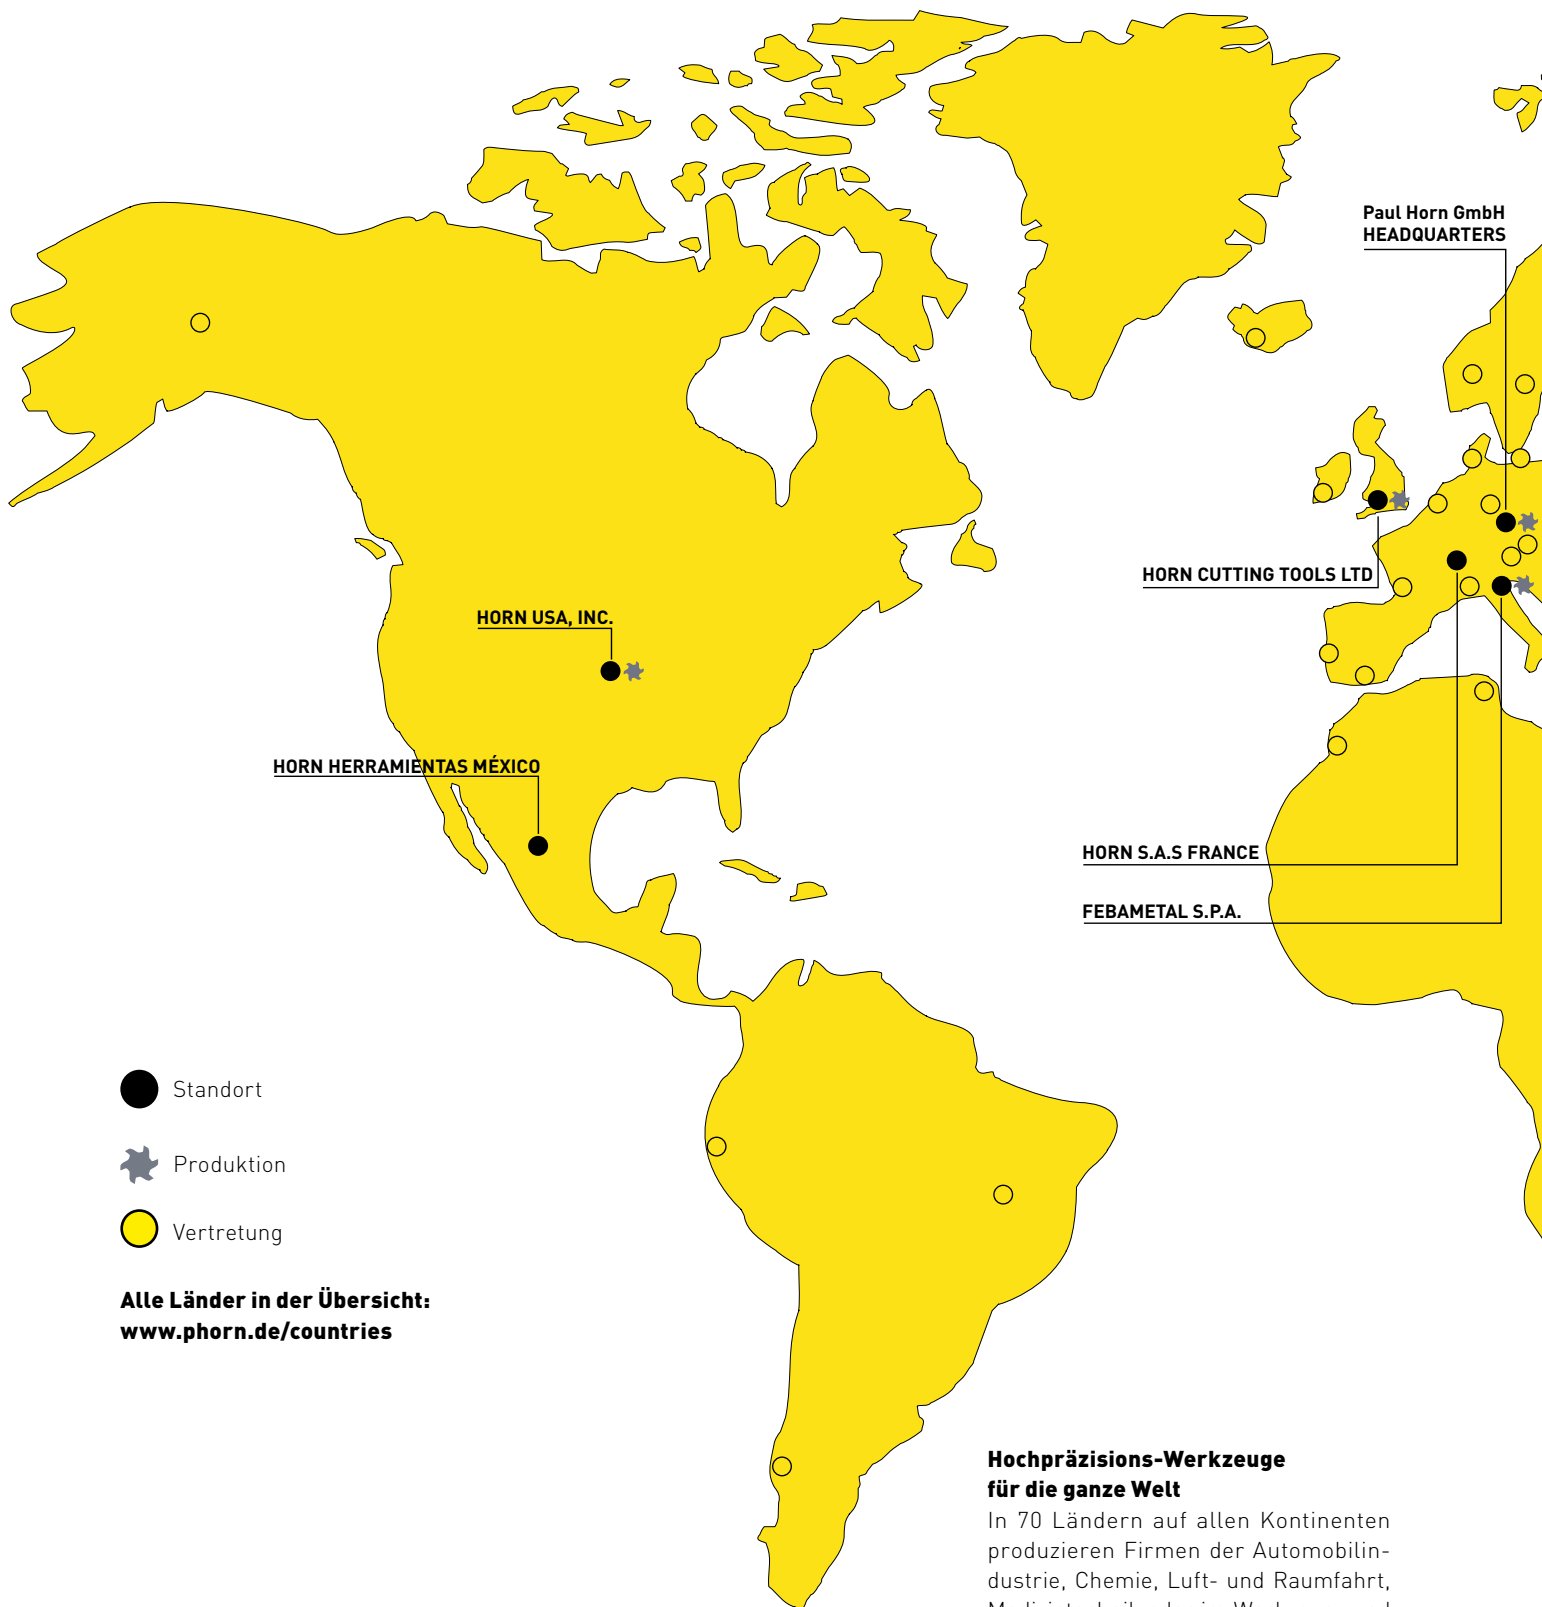 Paul Horn GmbH
HEADQUARTERS
HORN CUTTING TOOLS LTD
HORN USA, INC.
HORN HERRAMIENTAS MÉXICO
HORN S.A.S FRANCE
FEBAMETAL S.P.A.
Standort
Produktion
Vertretung
Alle Länder in der Übersicht:
www.phorn.de/countries
Hochpräzisions-Werkzeuge
für die ganze Welt
In 70 Ländern auf allen Kontinenten
produzieren Firmen der Automobilin-
dustrie, Chemie, Luft- und Raumfahrt,